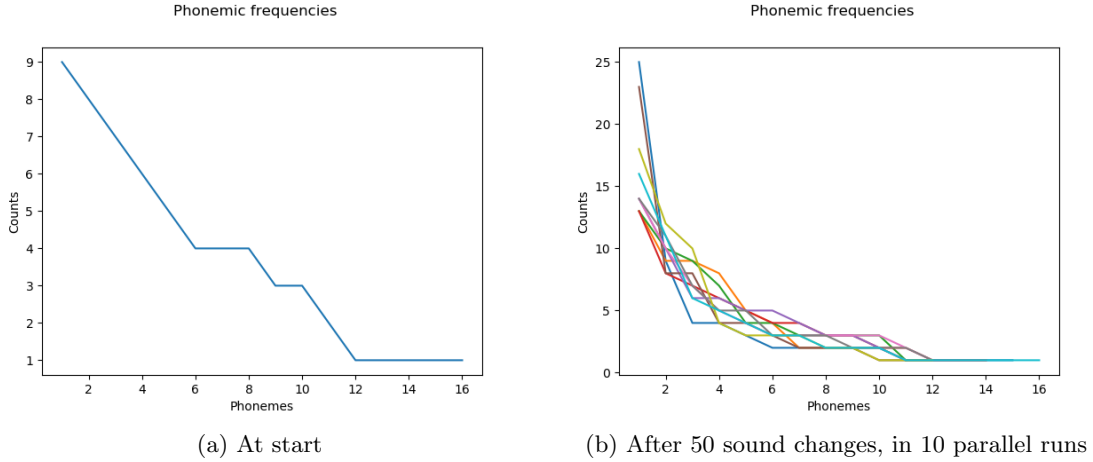 Phonemic frequencies
9
8
7
6
5
4
3
2
1
Counts
2 4 6 8 10 12 14 16
Phonemes
(a) At start
Phonemic frequencies
25
20
15
10
5
0
Counts
2 4 6 8 10 12 14 16
Phonemes
(b) After 50 sound changes, in 10 parallel runs